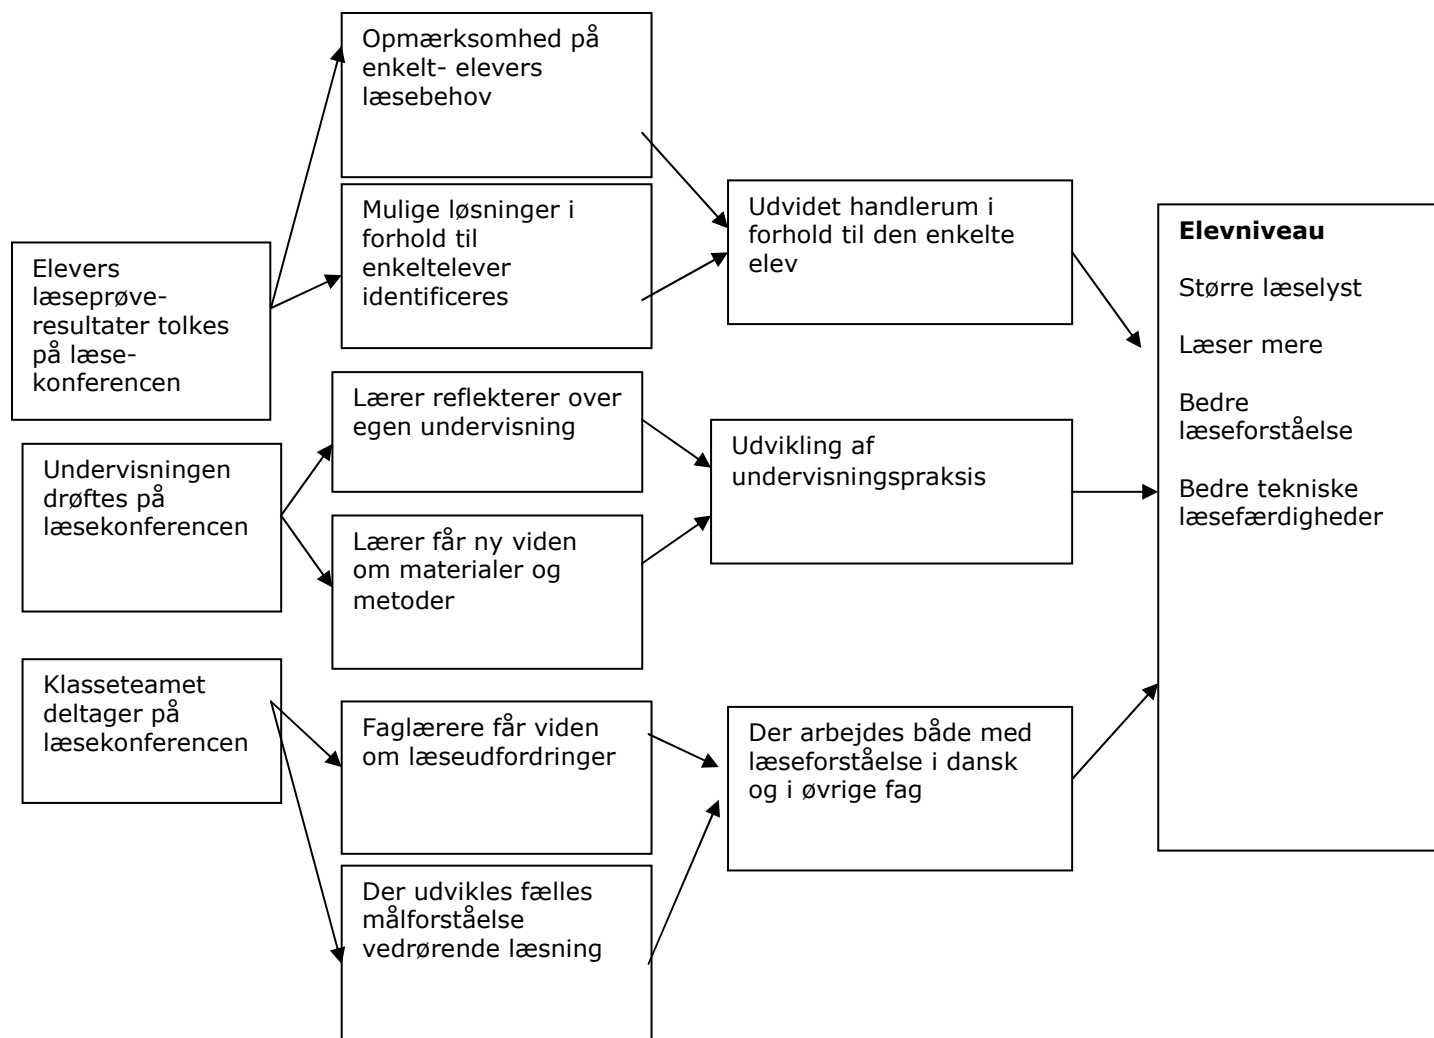 Opmærksomhed på
enkelt- elevers
læsebehov
Mulige løsninger i
forhold til
enkeltelever
identificeres
Elevers
læseprøve-
resultater tolkes
på læse-
konferencen
Udvidet handlerum i
forhold til den enkelte
elev
Elevniveau
Større læselyst
Læser mere
Bedre
læseforståelse
Bedre tekniske
læsefærdigheder
Lærer reflekterer over
egen undervisning
Undervisningen
drøftes på
læsekonferencen
Lærer får ny viden
om materialer og
metoder
Udvikling af
undervisningspraksis
Klasseteamet
deltager på
læsekonferencen
Faglærere får viden
om læseudfordringer
Der udvikles fælles
målforståelse
vedrørende læsning
Der arbejdes både med
læseforståelse i dansk
og i øvrige fag